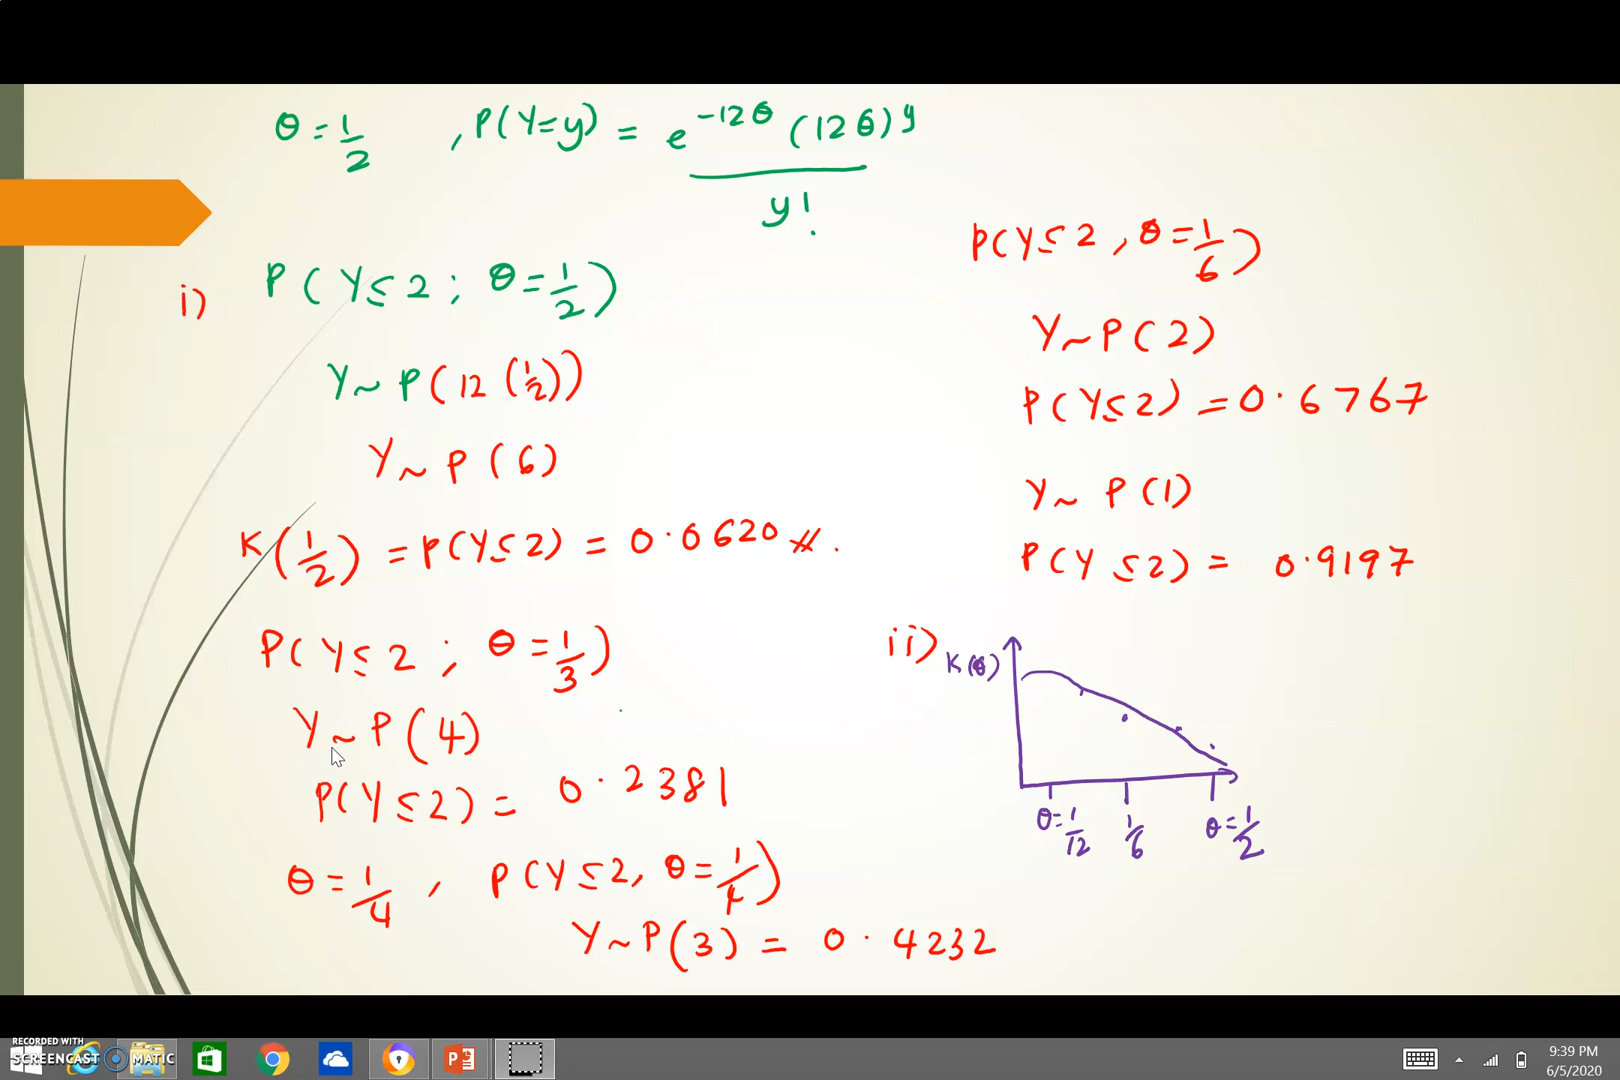 θ = 1/2 , P(Y=y) = e^{-12θ} (12θ)^y / y!
i) P(Y ≤ 2 ; θ = 1/2)
Y ~ P(12 (1/2))
Y ~ P(6)
K(1/2) = P(Y ≤ 2) = 0.0620 //.
P(Y ≤ 2 ; θ = 1/3)
Y ~ P(4)
P(Y ≤ 2) = 0.2381
θ = 1/4 , P(Y ≤ 2, θ = 1/4)
Y ~ P(3) = 0.4232
P(Y ≤ 2 , θ = 1/6)
Y ~ P(2)
P(Y ≤ 2) = 0.6767
Y ~ P(1)
P(Y ≤ 2) = 0.9197
ii) K(θ)
θ = 1/12 1/6 θ = 1/2
RECORDED WITH
SCREENCAST MATIC
9:39 PM
6/5/2020